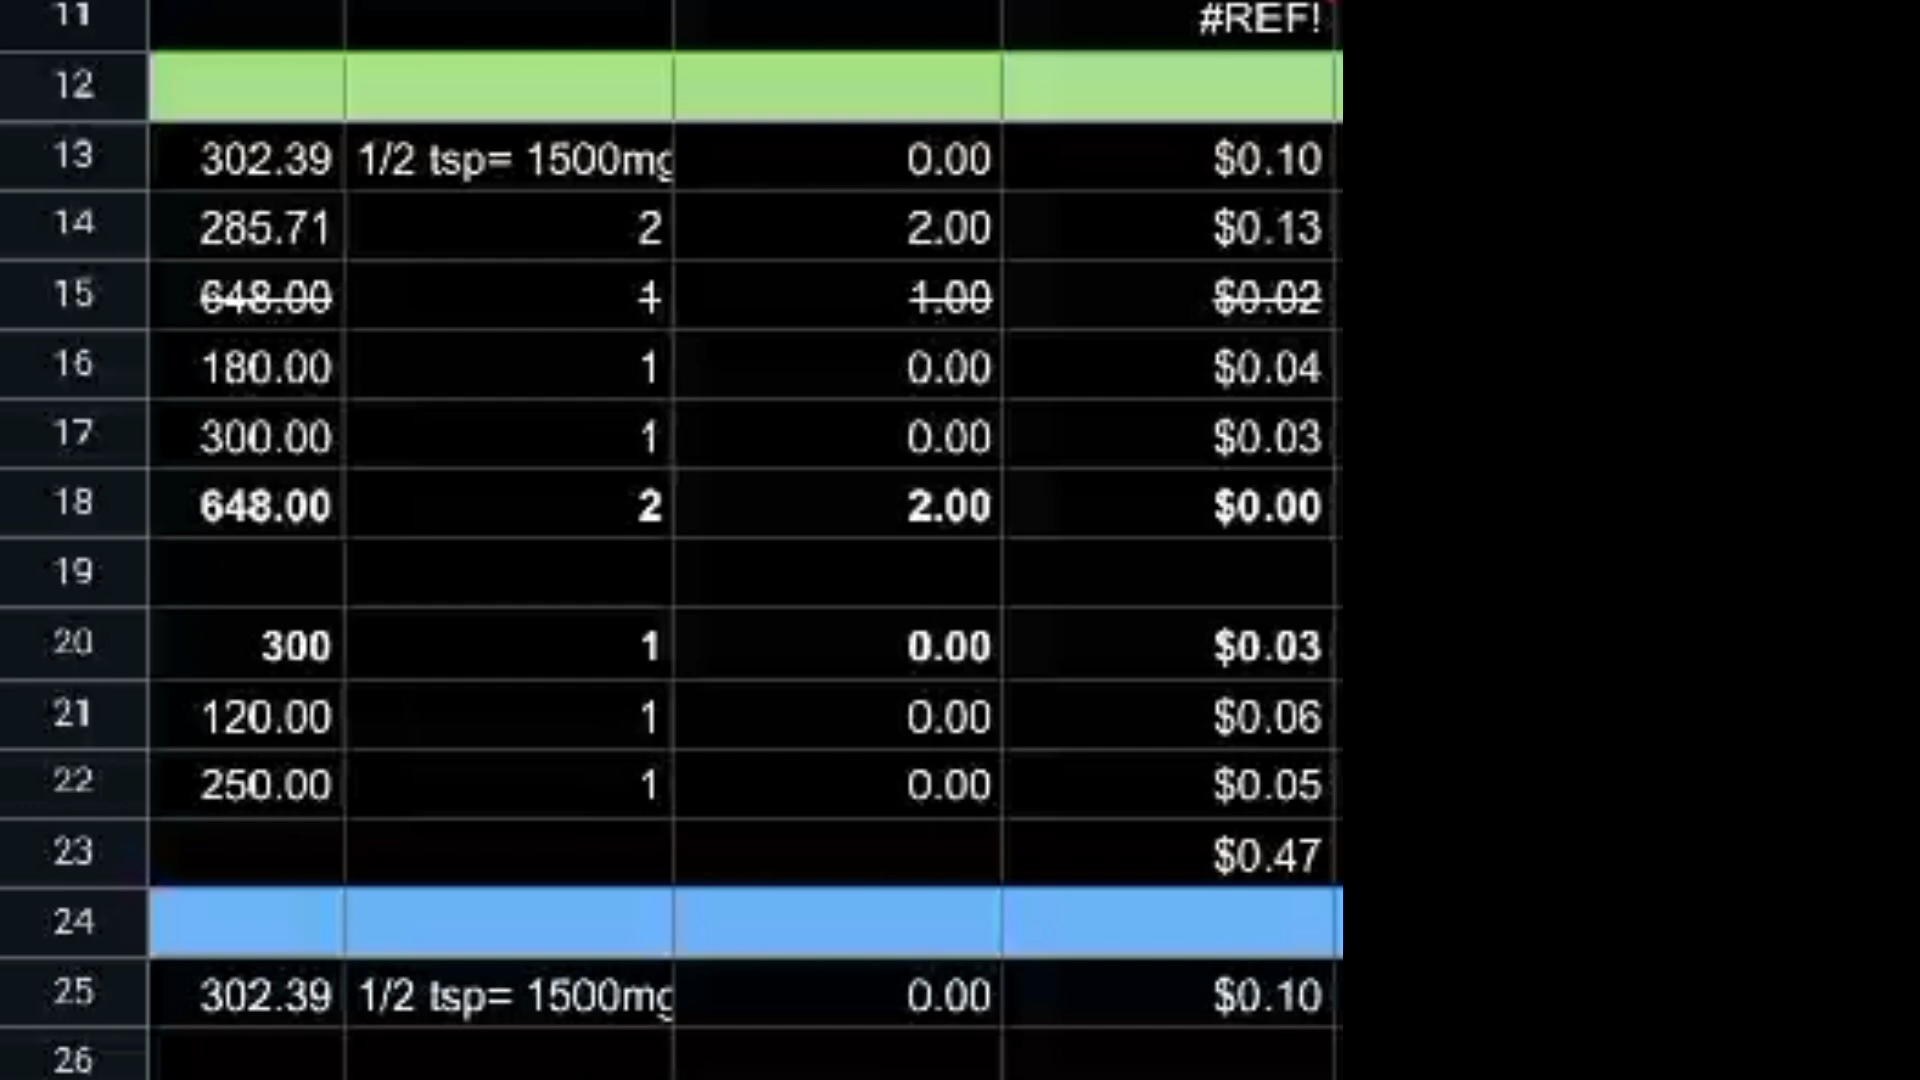 11 #REF!
12
13 302.39 1/2 tsp= 1500mg 0.00 $0.10
14 285.71 2 2.00 $0.13
15 648.00 1 1.00 $0.02
16 180.00 1 0.00 $0.04
17 300.00 1 0.00 $0.03
18 648.00 2 2.00 $0.00
19
20 300 1 0.00 $0.03
21 120.00 1 0.00 $0.06
22 250.00 1 0.00 $0.05
23 $0.47
24
25 302.39 1/2 tsp= 1500mg 0.00 $0.10
26